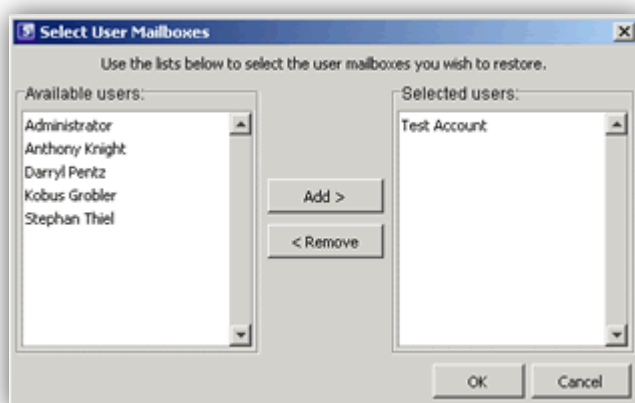 Select User Mailboxes
Use the lists below to select the user mailboxes you wish to restore.
Available users:
Administrator
Anthony Knight
Darryl Pentz
Kobus Grobler
Stephan Thiel
Add >
< Remove
Selected users:
Test Account
OK
Cancel